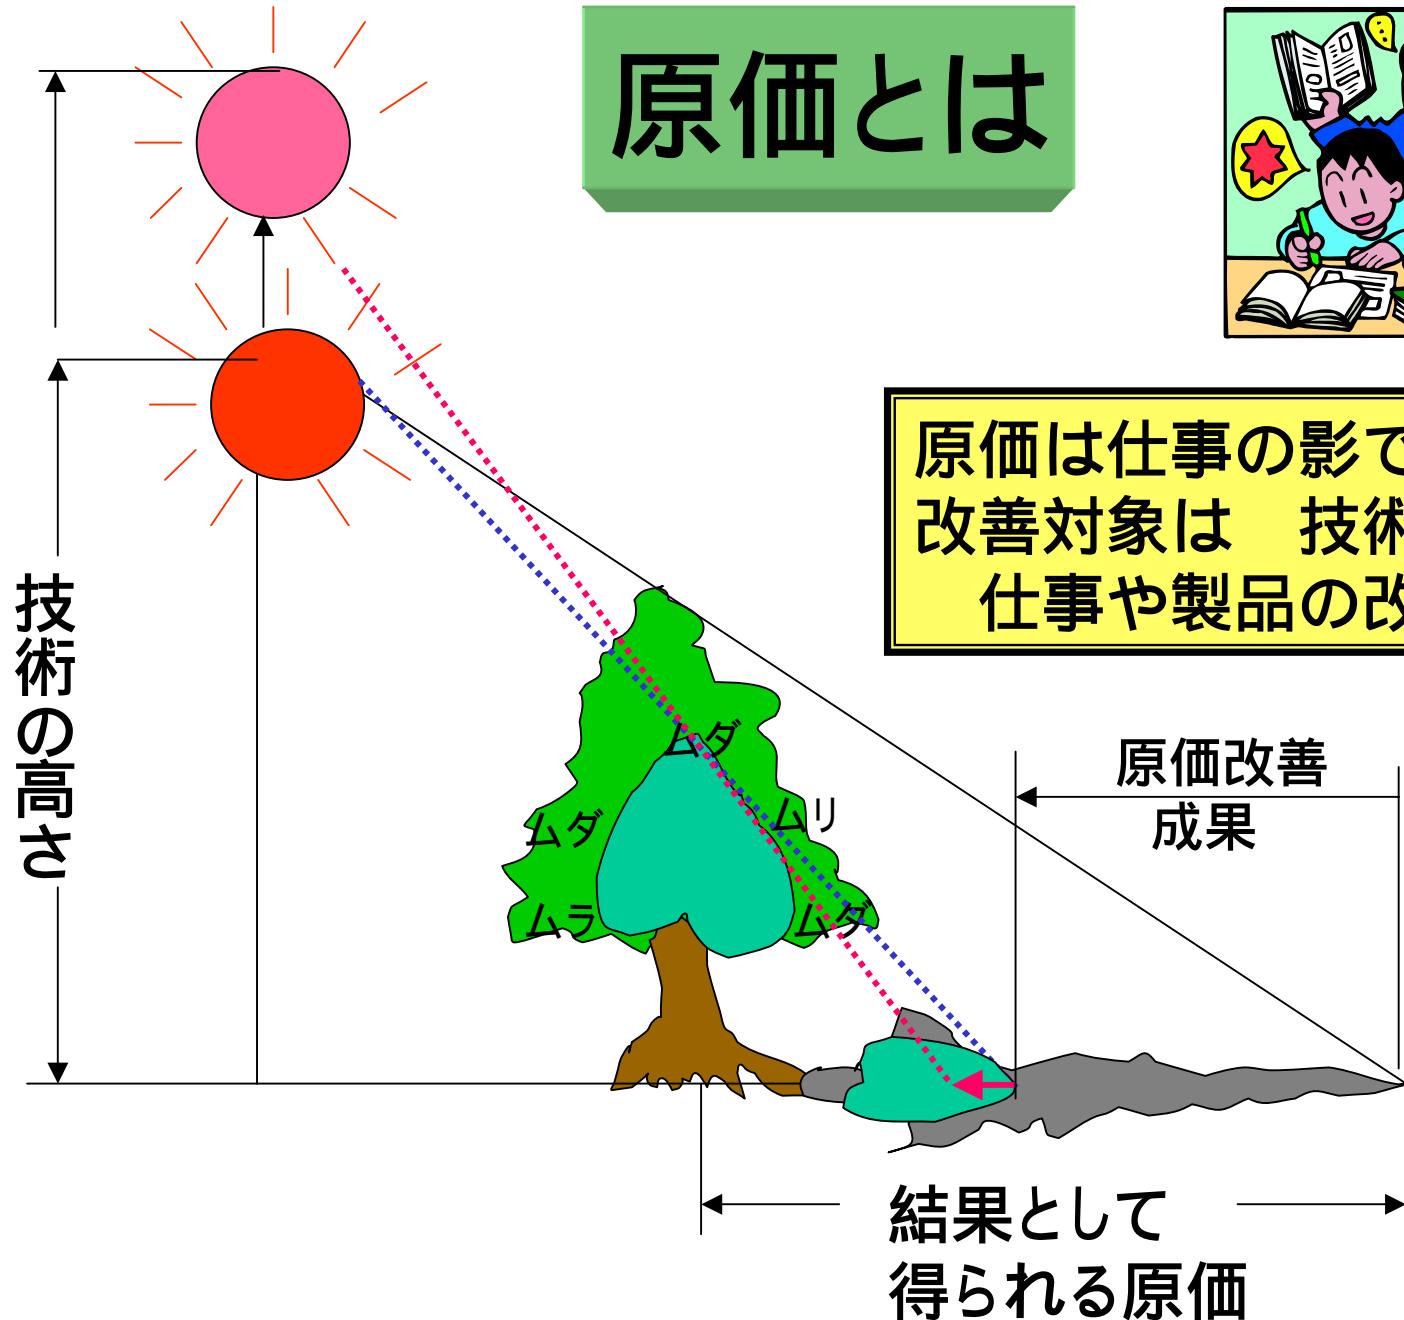 原価とは
原価は仕事の影で
改善対象は　技術
仕事や製品の改
技術の高さ
ムダ
ムダ
ムリ
ムラ
ムダ
原価改善
成果
結果として
得られる原価